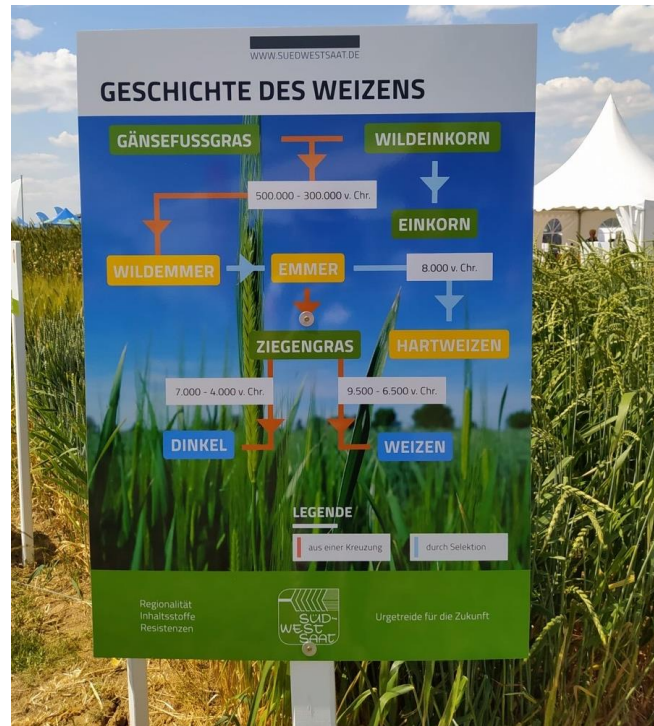 WWW.SUEDWESTSAAT.DE
GESCHICHTE DES WEIZENS
GÄNSEFUSSGRAS
WILDEINKORN
500.000 - 300.000 v. Chr.
EINKORN
WILDEMMER
EMMER
8.000 v. Chr.
ZIEGENGRAS
HARTWEIZEN
7.000 - 4.000 v. Chr.
9.500 - 6.500 v. Chr.
DINKEL
WEIZEN
LEGENDE
aus einer Kreuzung
durch Selektion
Regionalität
Inhaltsstoffe
Resistenzen
SÜD-
WEST
SAAT
Urgetreide für die Zukunft